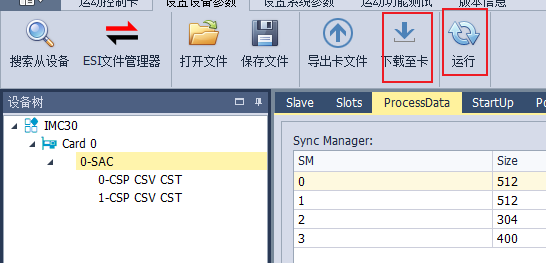 运动控制卡 设置设备参数 设置系统参数 运动功能测试 版本信息
搜索从设备 ESI文件管理器 打开文件 保存文件 导出卡文件 下载至卡 运行
设备树
Slave Slots ProcessData StartUp
IMC30
Card 0
0-SAC
0-CSP CSV CST
1-CSP CSV CST
Sync Manager:
SM Size
0 512
1 512
2 304
3 400